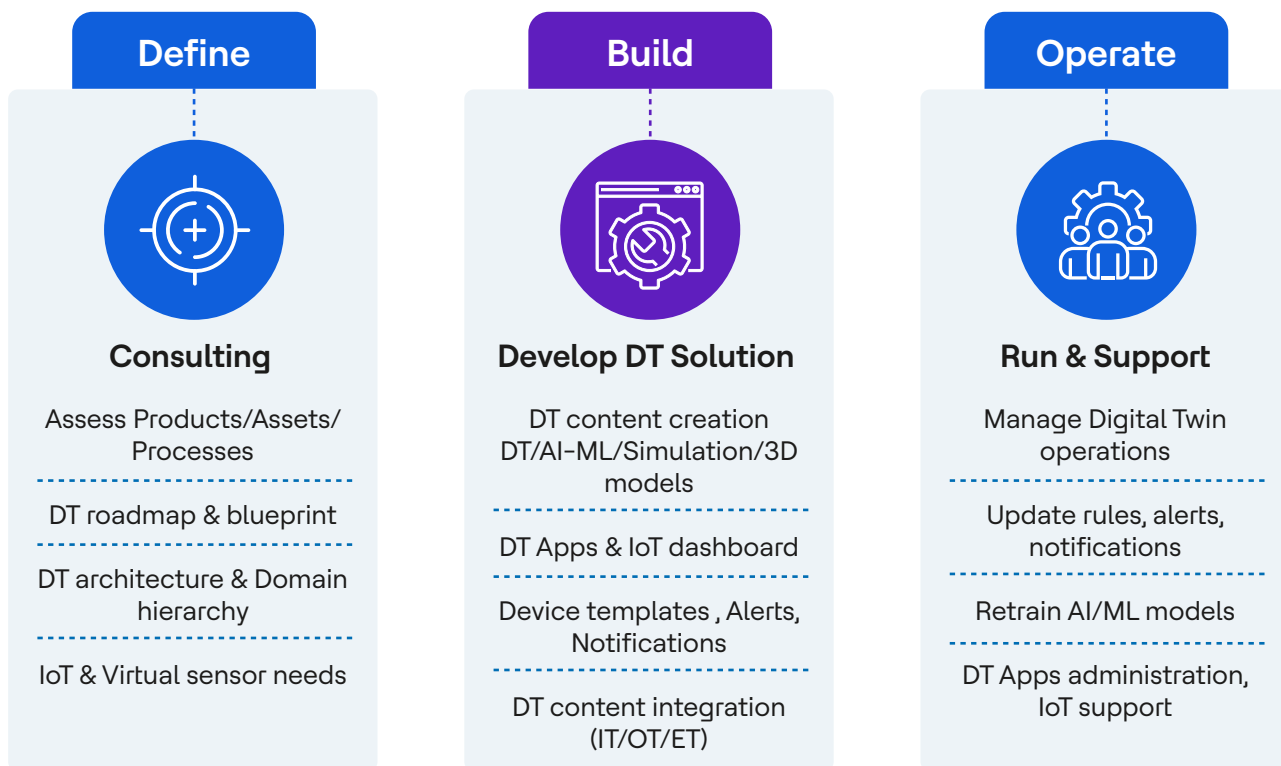 Define
Consulting
Assess Products/Assets/
Processes
DT roadmap & blueprint
DT architecture & Domain
hierarchy
IoT & Virtual sensor needs
Build
Develop DT Solution
DT content creation
DT/AI-ML/Simulation/3D
models
DT Apps & IoT dashboard
Device templates , Alerts,
Notifications
DT content integration
(IT/OT/ET)
Operate
Run & Support
Manage Digital Twin
operations
Update rules, alerts,
notifications
Retrain AI/ML models
DT Apps administration,
IoT support